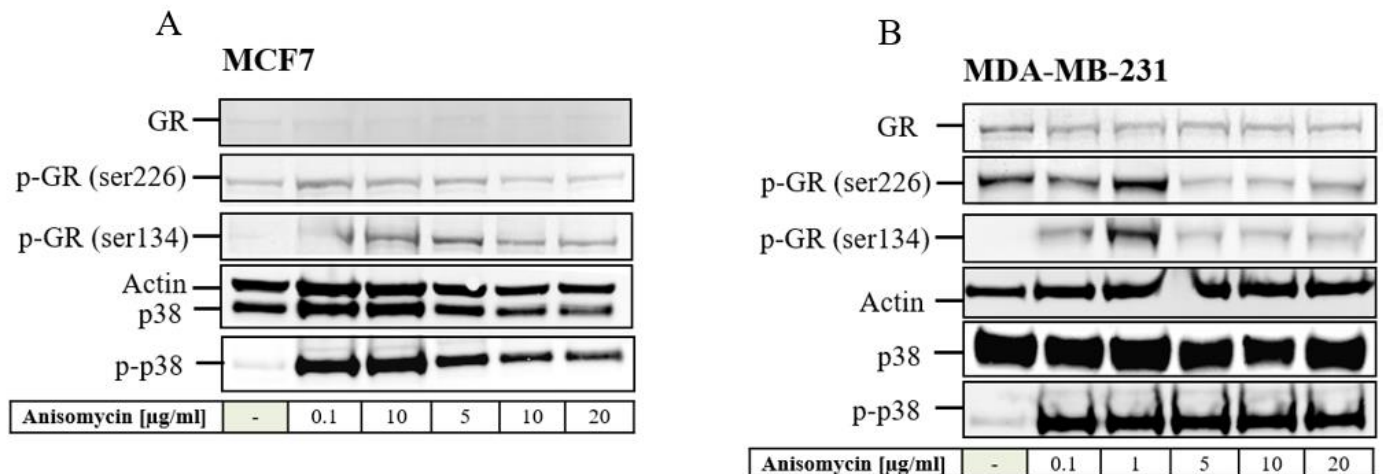 A
MCF7
GR
p-GR (ser226)
p-GR (ser134)
Actin
p38
p-p38
Anisomycin [µg/ml] - 0.1 10 5 10 20
B
MDA-MB-231
GR
p-GR (ser226)
p-GR (ser134)
Actin
p38
p-p38
Anisomycin [µg/ml] - 0.1 1 5 10 20